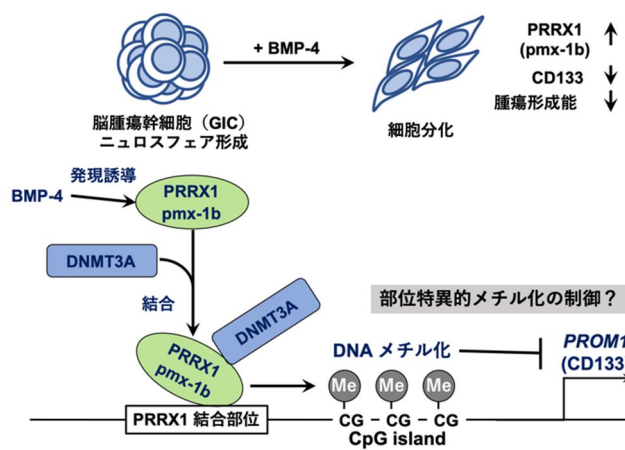 + BMP-4
PRRX1
(pmx-1b)
CD133
腫瘍形成能
脳腫瘍幹細胞（GIC）
ニュロスフェア形成
細胞分化
発現誘導
BMP-4
PRRX1
pmx-1b
DNMT3A
結合
DNMT3A
PRRX1
pmx-1b
部位特異的メチル化の制御？
DNA メチル化
PROM1
(CD133)
Me Me Me
CG CG CG
PRRX1 結合部位
CpG island